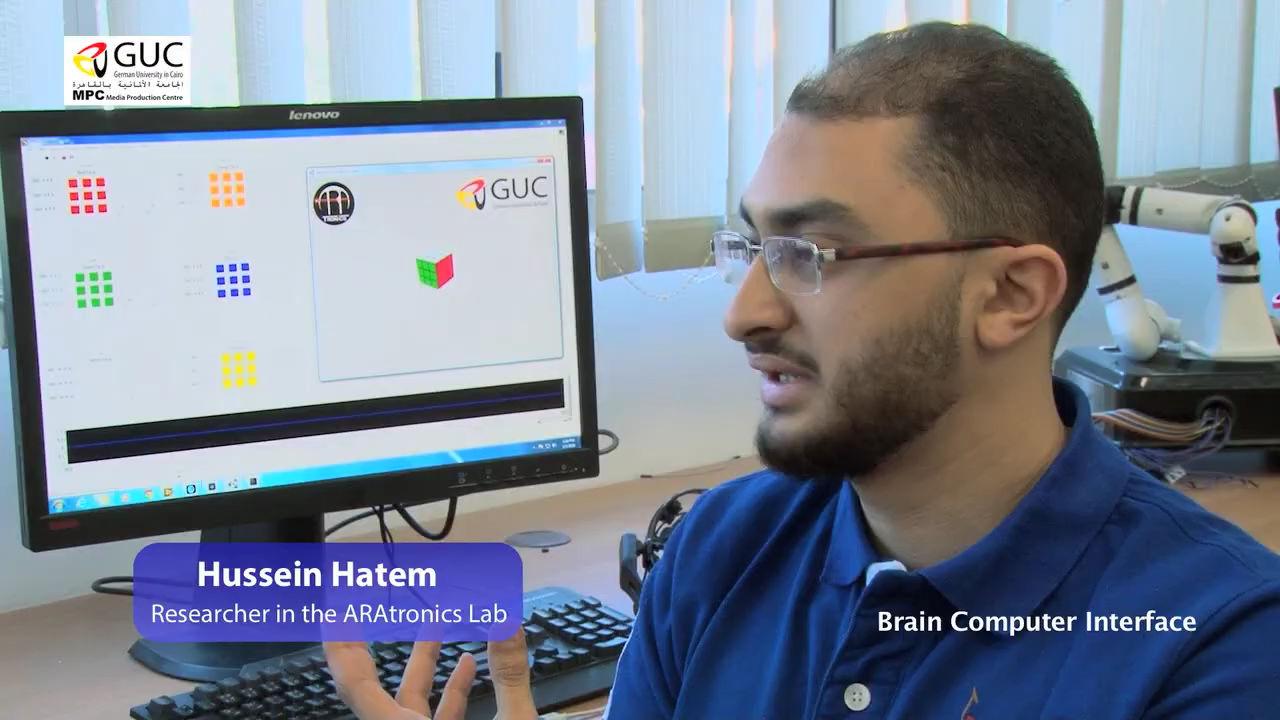 GUC
German University in Cairo
الجامعة الألمانية بالقاهرة
MPC Media Production Centre
lenovo
GUC
Hussein Hatem
Researcher in the ARAtronics Lab
Brain Computer Interface